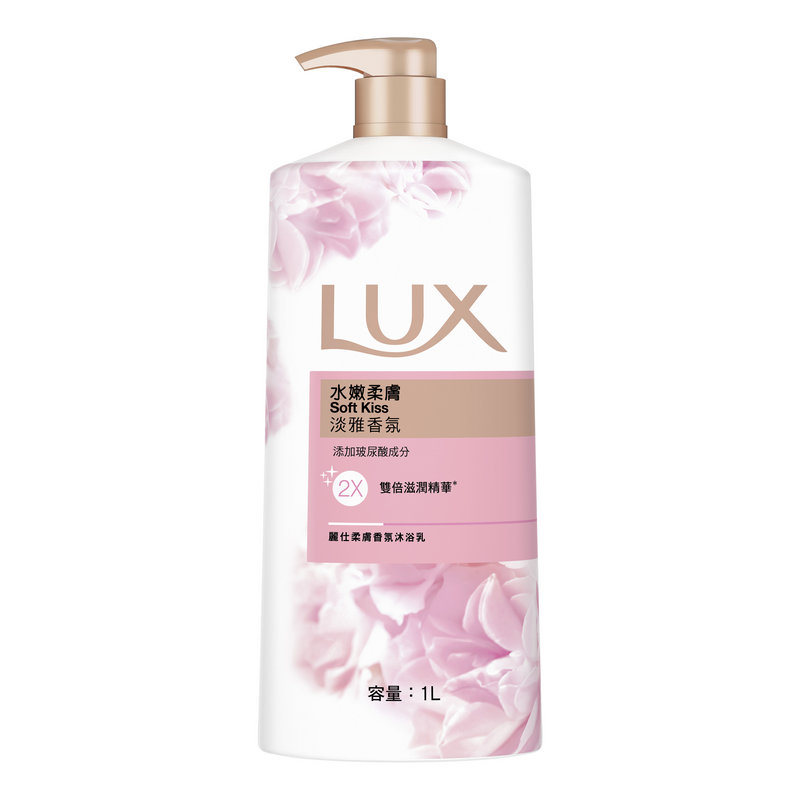 LUX
水嫩柔膚
Soft Kiss
淡雅香氛
添加玻尿酸成分
2X 雙倍滋潤精華*
麗仕柔膚香氛沐浴乳
容量：1L